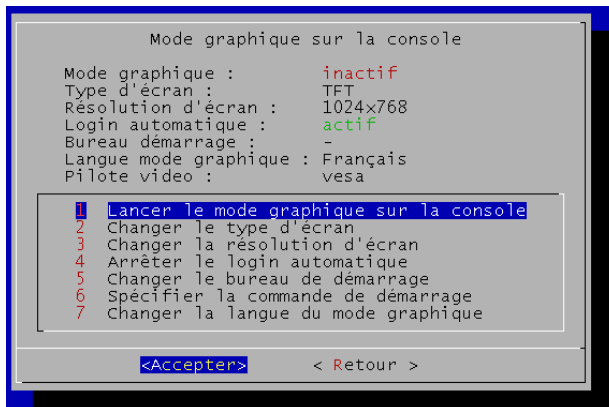 Mode graphique sur la console
Mode graphique : inactif
Type d'écran : TFT
Résolution d'écran : 1024x768
Login automatique : actif
Bureau démarrage : -
Langue mode graphique : Français
Pilote video : vesa
1 Lancer le mode graphique sur la console
2 Changer le type d'écran
3 Changer la résolution d'écran
4 Arrêter le login automatique
5 Changer le bureau de démarrage
6 Spécifier la commande de démarrage
7 Changer la langue du mode graphique
<Accepter> < Retour >